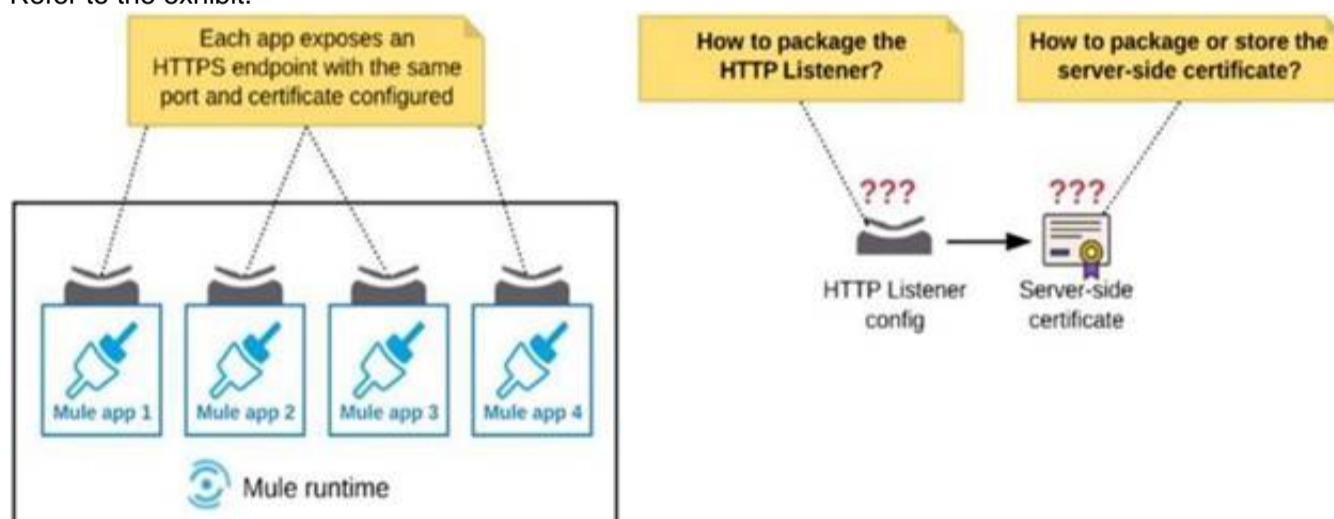 Refer to the exhibit.
Each app exposes an
HTTPS endpoint with the same
port and certificate configured
How to package the
HTTP Listener?
How to package or store the
server-side certificate?
???
???
HTTP Listener
config
Server-side
certificate
Mule app 1
Mule app 2
Mule app 3
Mule app 4
Mule runtime